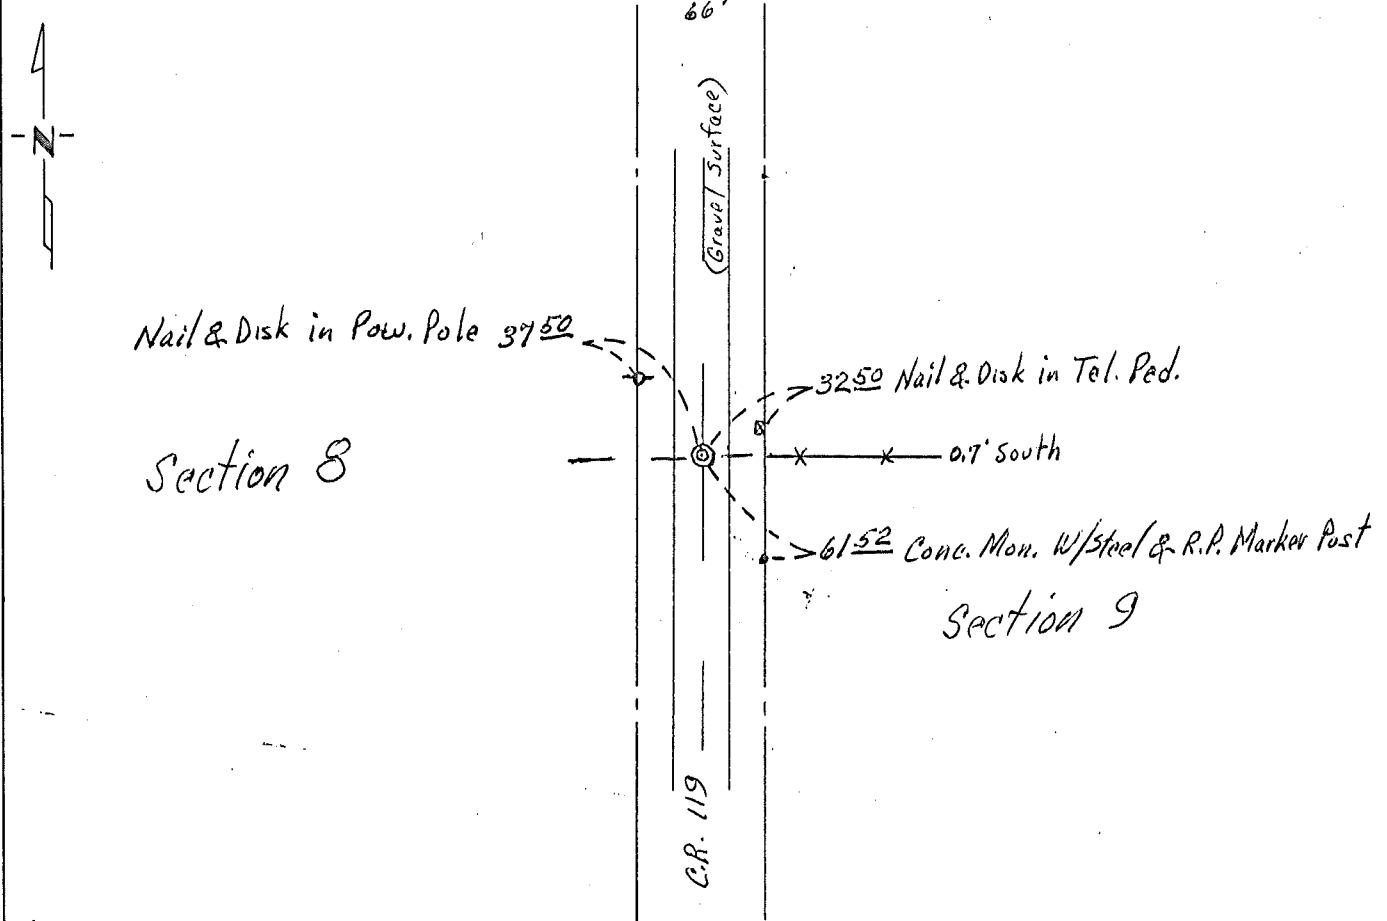 66'
N
(Gravel Surface)
Nail & Disk in Pow. Pole 37 50
32 50 Nail & Disk in Tel. Ped.
Section 8
0.7' South
61 52 Conc. Mon. W/Steel & R.P. Marker Post
Section 9
C.R. 119